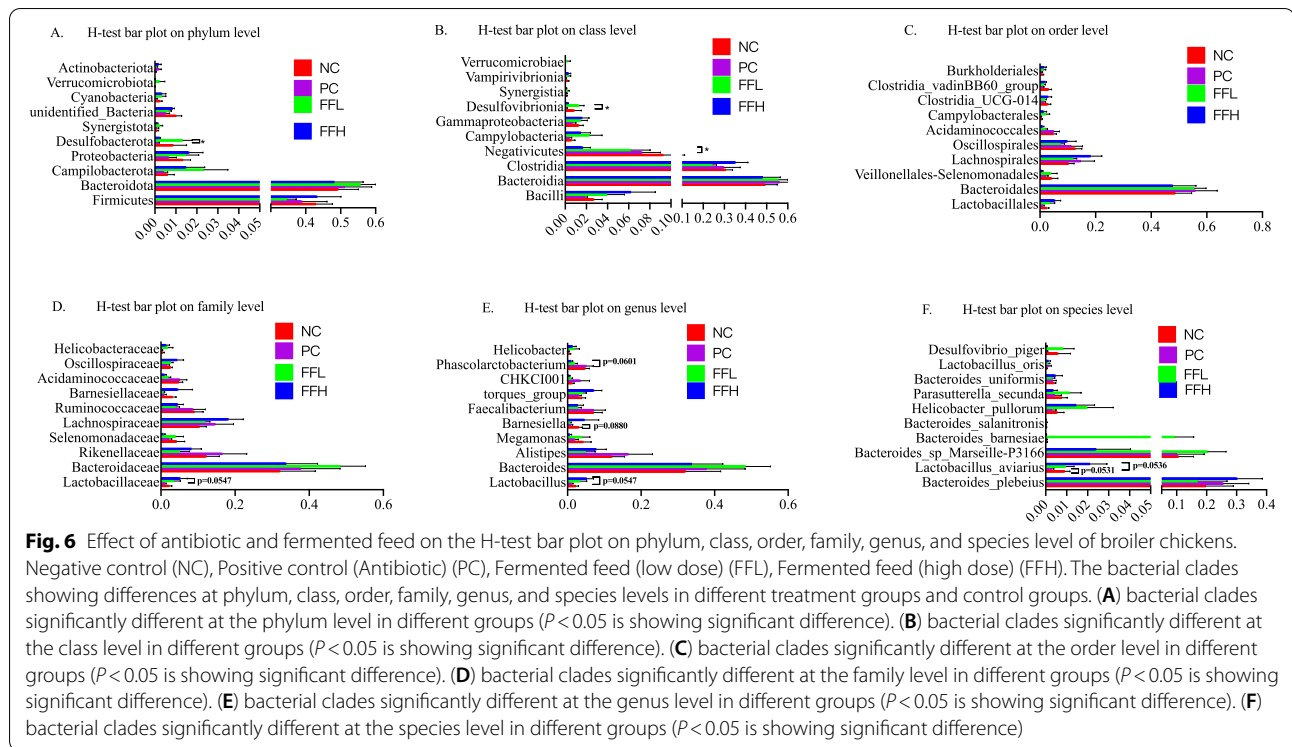 A. H-test bar plot on phylum level
NC
PC
FFL
FFH
Actinobacteriota
Verrucomicrobiota
Cyanobacteria
unidentified_Bacteria
Synergistota
Desulfobacterota
Proteobacteria
Campilobacterota
Bacteroidota
Firmicutes
*
0.00 0.01 0.02 0.03 0.04 0.05 0.4 0.6
B. H-test bar plot on class level
NC
PC
FFL
FFH
Verrucomicrobiae
Vampirivibrionia
Synergistia
Desulfovibrionia
Gammaproteobacteria
Campylobacteria
Negativicutes
Clostridia
Bacteroidia
Bacilli
*
*
0.00 0.02 0.04 0.06 0.08 0.10 0.1 0.2 0.3 0.4 0.5 0.6
C. H-test bar plot on order level
NC
PC
FFL
FFH
Burkholderiales
Clostridia_vadinBB60_group
Clostridia_UCG-014
Campylobacterales
Acidaminococcales
Oscillospirales
Lachnospirales
Veillonellales-Selenomonadales
Bacteroidales
Lactobacillales
0.0 0.2 0.4 0.6 0.8
D. H-test bar plot on family level
NC
PC
FFL
FFH
Helicobacteraceae
Oscillospiraceae
Acidaminococcaceae
Barnesiellaceae
Ruminococcaceae
Lachnospiraceae
Selenomonadaceae
Rikenellaceae
Bacteroidaceae
Lactobacillaceae
p=0.0547
0.0 0.2 0.4 0.6
E. H-test bar plot on genus level
NC
PC
FFL
FFH
Helicobacter
Phascolarctobacterium
CHKCI001
torques_group
Faecalibacterium
Barnesiella
Megamonas
Alistipes
Bacteroides
Lactobacillus
p=0.0601
p=0.0880
p=0.0547
0.0 0.2 0.4 0.6
F. H-test bar plot on species level
NC
PC
FFL
FFH
Desulfovibrio_piger
Lactobacillus_oris
Bacteroides_uniformis
Parasutterella_secunda
Helicobacter_pullorum
Bacteroides_salanitronis
Bacteroides_barnesiae
Bacteroides_sp_Marseille-P3166
Lactobacillus_aviarius
Bacteroides_plebeius
p=0.0531
p=0.0536
0.00 0.01 0.02 0.03 0.04 0.05 0.1 0.2 0.3 0.4
Fig. 6 Effect of antibiotic and fermented feed on the H-test bar plot on phylum, class, order, family, genus, and species level of broiler chickens.
Negative control (NC), Positive control (Antibiotic) (PC), Fermented feed (low dose) (FFL), Fermented feed (high dose) (FFH). The bacterial clades
showing differences at phylum, class, order, family, genus, and species levels in different treatment groups and control groups. (A) bacterial clades
significantly different at the phylum level in different groups (P < 0.05 is showing significant difference). (B) bacterial clades significantly different at
the class level in different groups (P < 0.05 is showing significant difference). (C) bacterial clades significantly different at the order level in different
groups (P < 0.05 is showing significant difference). (D) bacterial clades significantly different at the family level in different groups (P < 0.05 is showing
significant difference). (E) bacterial clades significantly different at the genus level in different groups (P < 0.05 is showing significant difference). (F)
bacterial clades significantly different at the species level in different groups (P < 0.05 is showing significant difference)